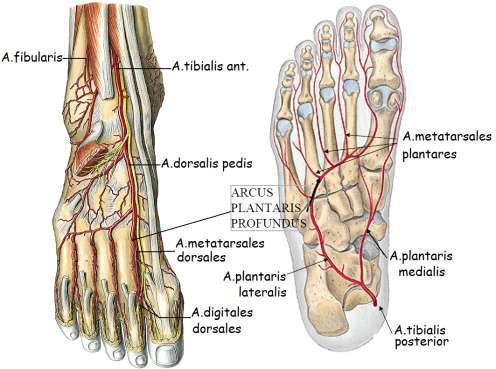 A.fibularis
A.tibialis ant.
A.dorsalis pedis
A.metatarsales
dorsales
A.digitales
dorsales
ARCUS
PLANTARIS
PROFUNDUS
A.metatarsales
plantares
A.plantaris
medialis
A.plantaris
lateralis
A.tibialis
posterior